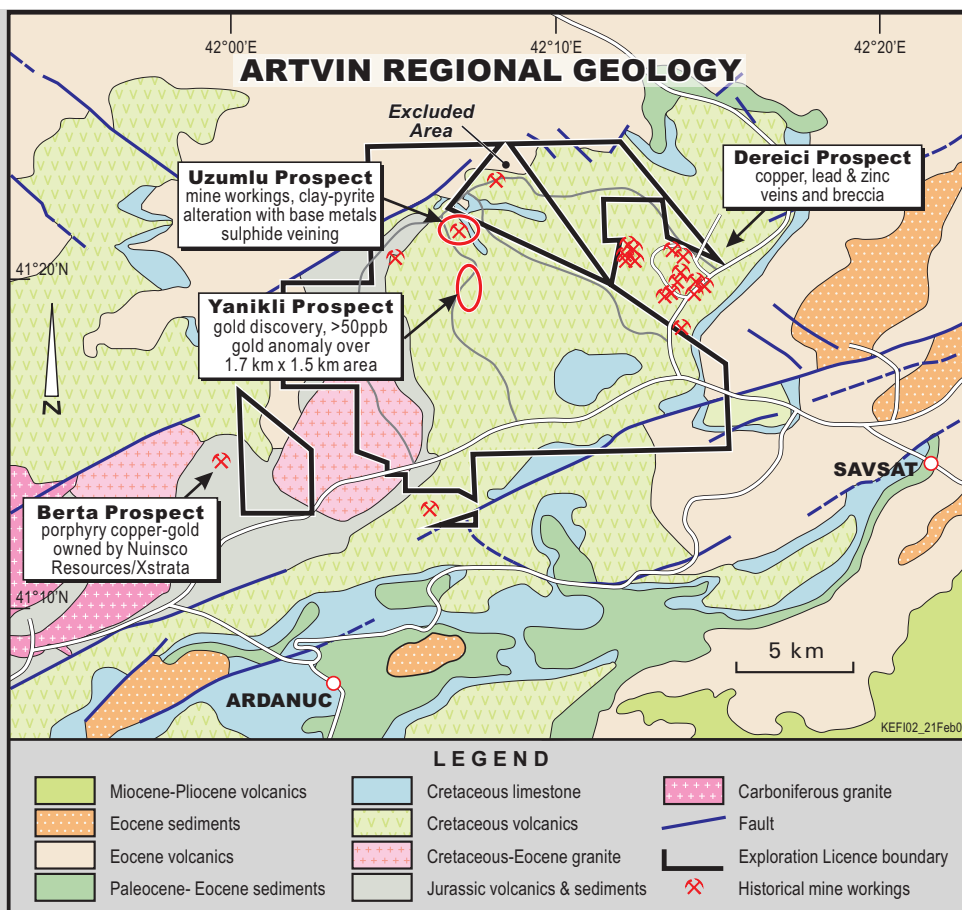 42°00'E
42°10'E
42°20'E
ARTVIN REGIONAL GEOLOGY
Excluded
Area
Uzumlu Prospect
mine workings, clay-pyrite
alteration with base metals
sulphide veining
Dereici Prospect
copper, lead & zinc
veins and breccia
41°20'N
Yanikli Prospect
gold discovery, >50ppb
gold anomaly over
1.7 km x 1.5 km area
N
SAVSAT
Berta Prospect
porphyry copper-gold
owned by Nuinsco
Resources/Xstrata
41°10'N
5 km
ARDANUC
KEFI02_21Feb0
LEGEND
Miocene-Pliocene volcanics
Eocene sediments
Eocene volcanics
Paleocene- Eocene sediments
Cretaceous limestone
Cretaceous volcanics
Cretaceous-Eocene granite
Jurassic volcanics & sediments
Carboniferous granite
Fault
Exploration Licence boundary
Historical mine workings